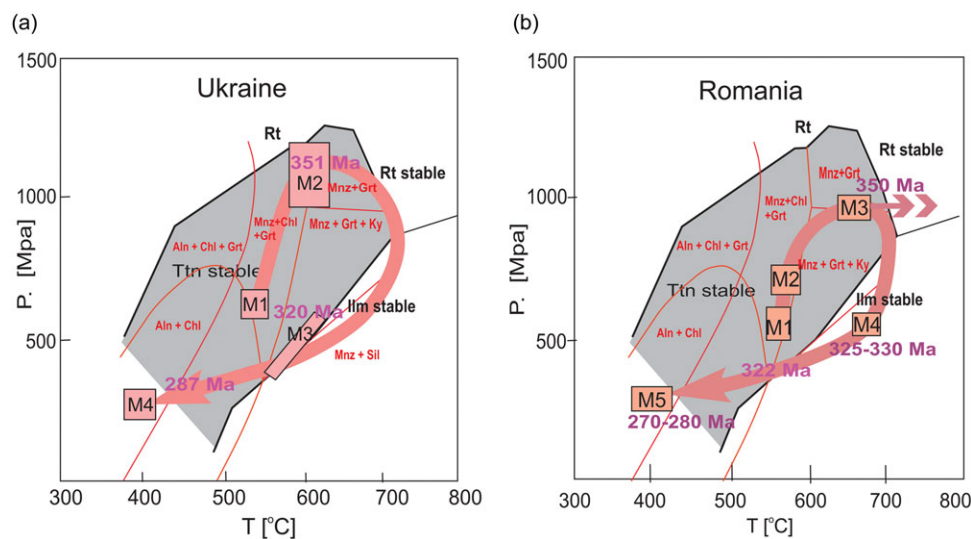 (a)
Ukraine
1500
1000
500
P. [Mpa]
Rt
Rt stable
351 Ma
M2
Mnz+Grt
Mnz+Chl
+Grt
Mnz + Grt + Ky
Aln + Chl + Grt
Ttn stable
M1
320 Ma
Ilm stable
M3
Aln + Chl
Mnz + Sil
287 Ma
M4
300
400
500
600
700
800
T [°C]
(b)
Romania
1500
1000
500
P. [Mpa]
Rt
Rt stable
Mnz+Grt
350 Ma
M3
Mnz+Chl
+Grt
Aln + Chl + Grt
M2
Mnz + Grt + Ky
Ttn stable
Ilm stable
M1
M4
Aln + Chl
325-330 Ma
322 Ma
M5
270-280 Ma
300
400
500
600
700
800
T [°C]